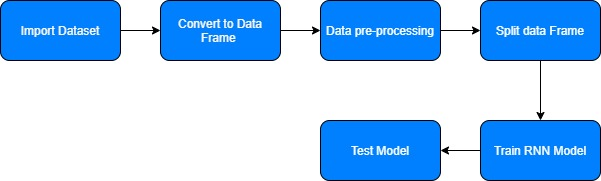 Import Dataset
Convert to Data
Frame
Data pre-processing
Split data Frame
Train RNN Model
Test Model